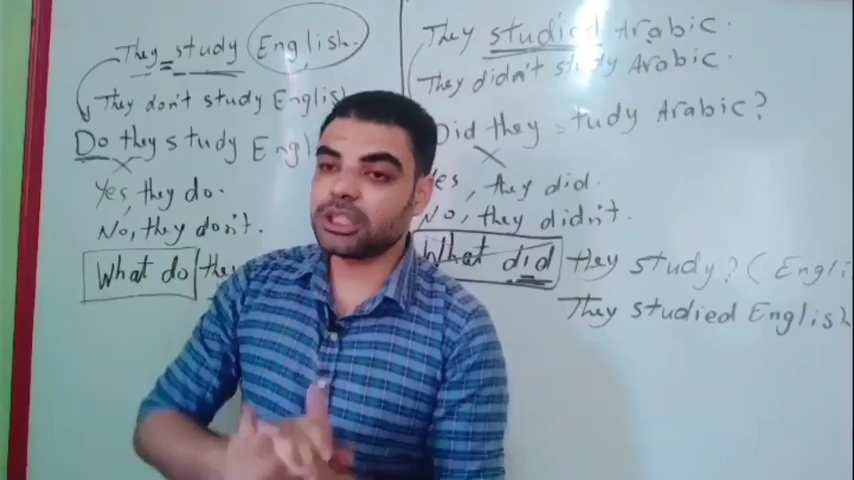 They study English.
They don't study English
Do they study Engl
Yes, they do.
No, they don't.
What do they
They studied Arabic.
They didn't study Arabic.
Did they study Arabic?
Yes, they did.
No, they didn't.
What did they study? (Engli
They studied English